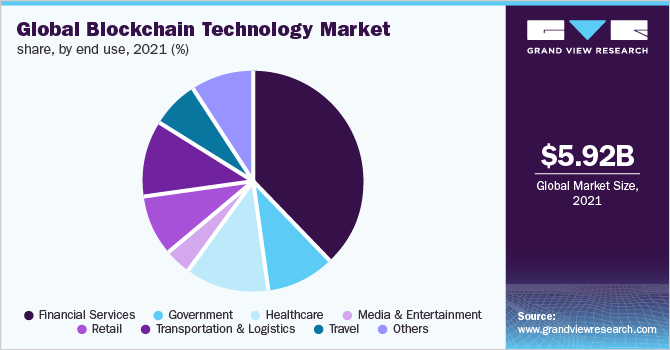 Global Blockchain Technology Market
share, by end use, 2021 (%)
Financial Services
Government
Healthcare
Media & Entertainment
Retail
Transportation & Logistics
Travel
Others
GRAND VIEW RESEARCH
$5.92B
Global Market Size,
2021
Source:
www.grandviewresearch.com